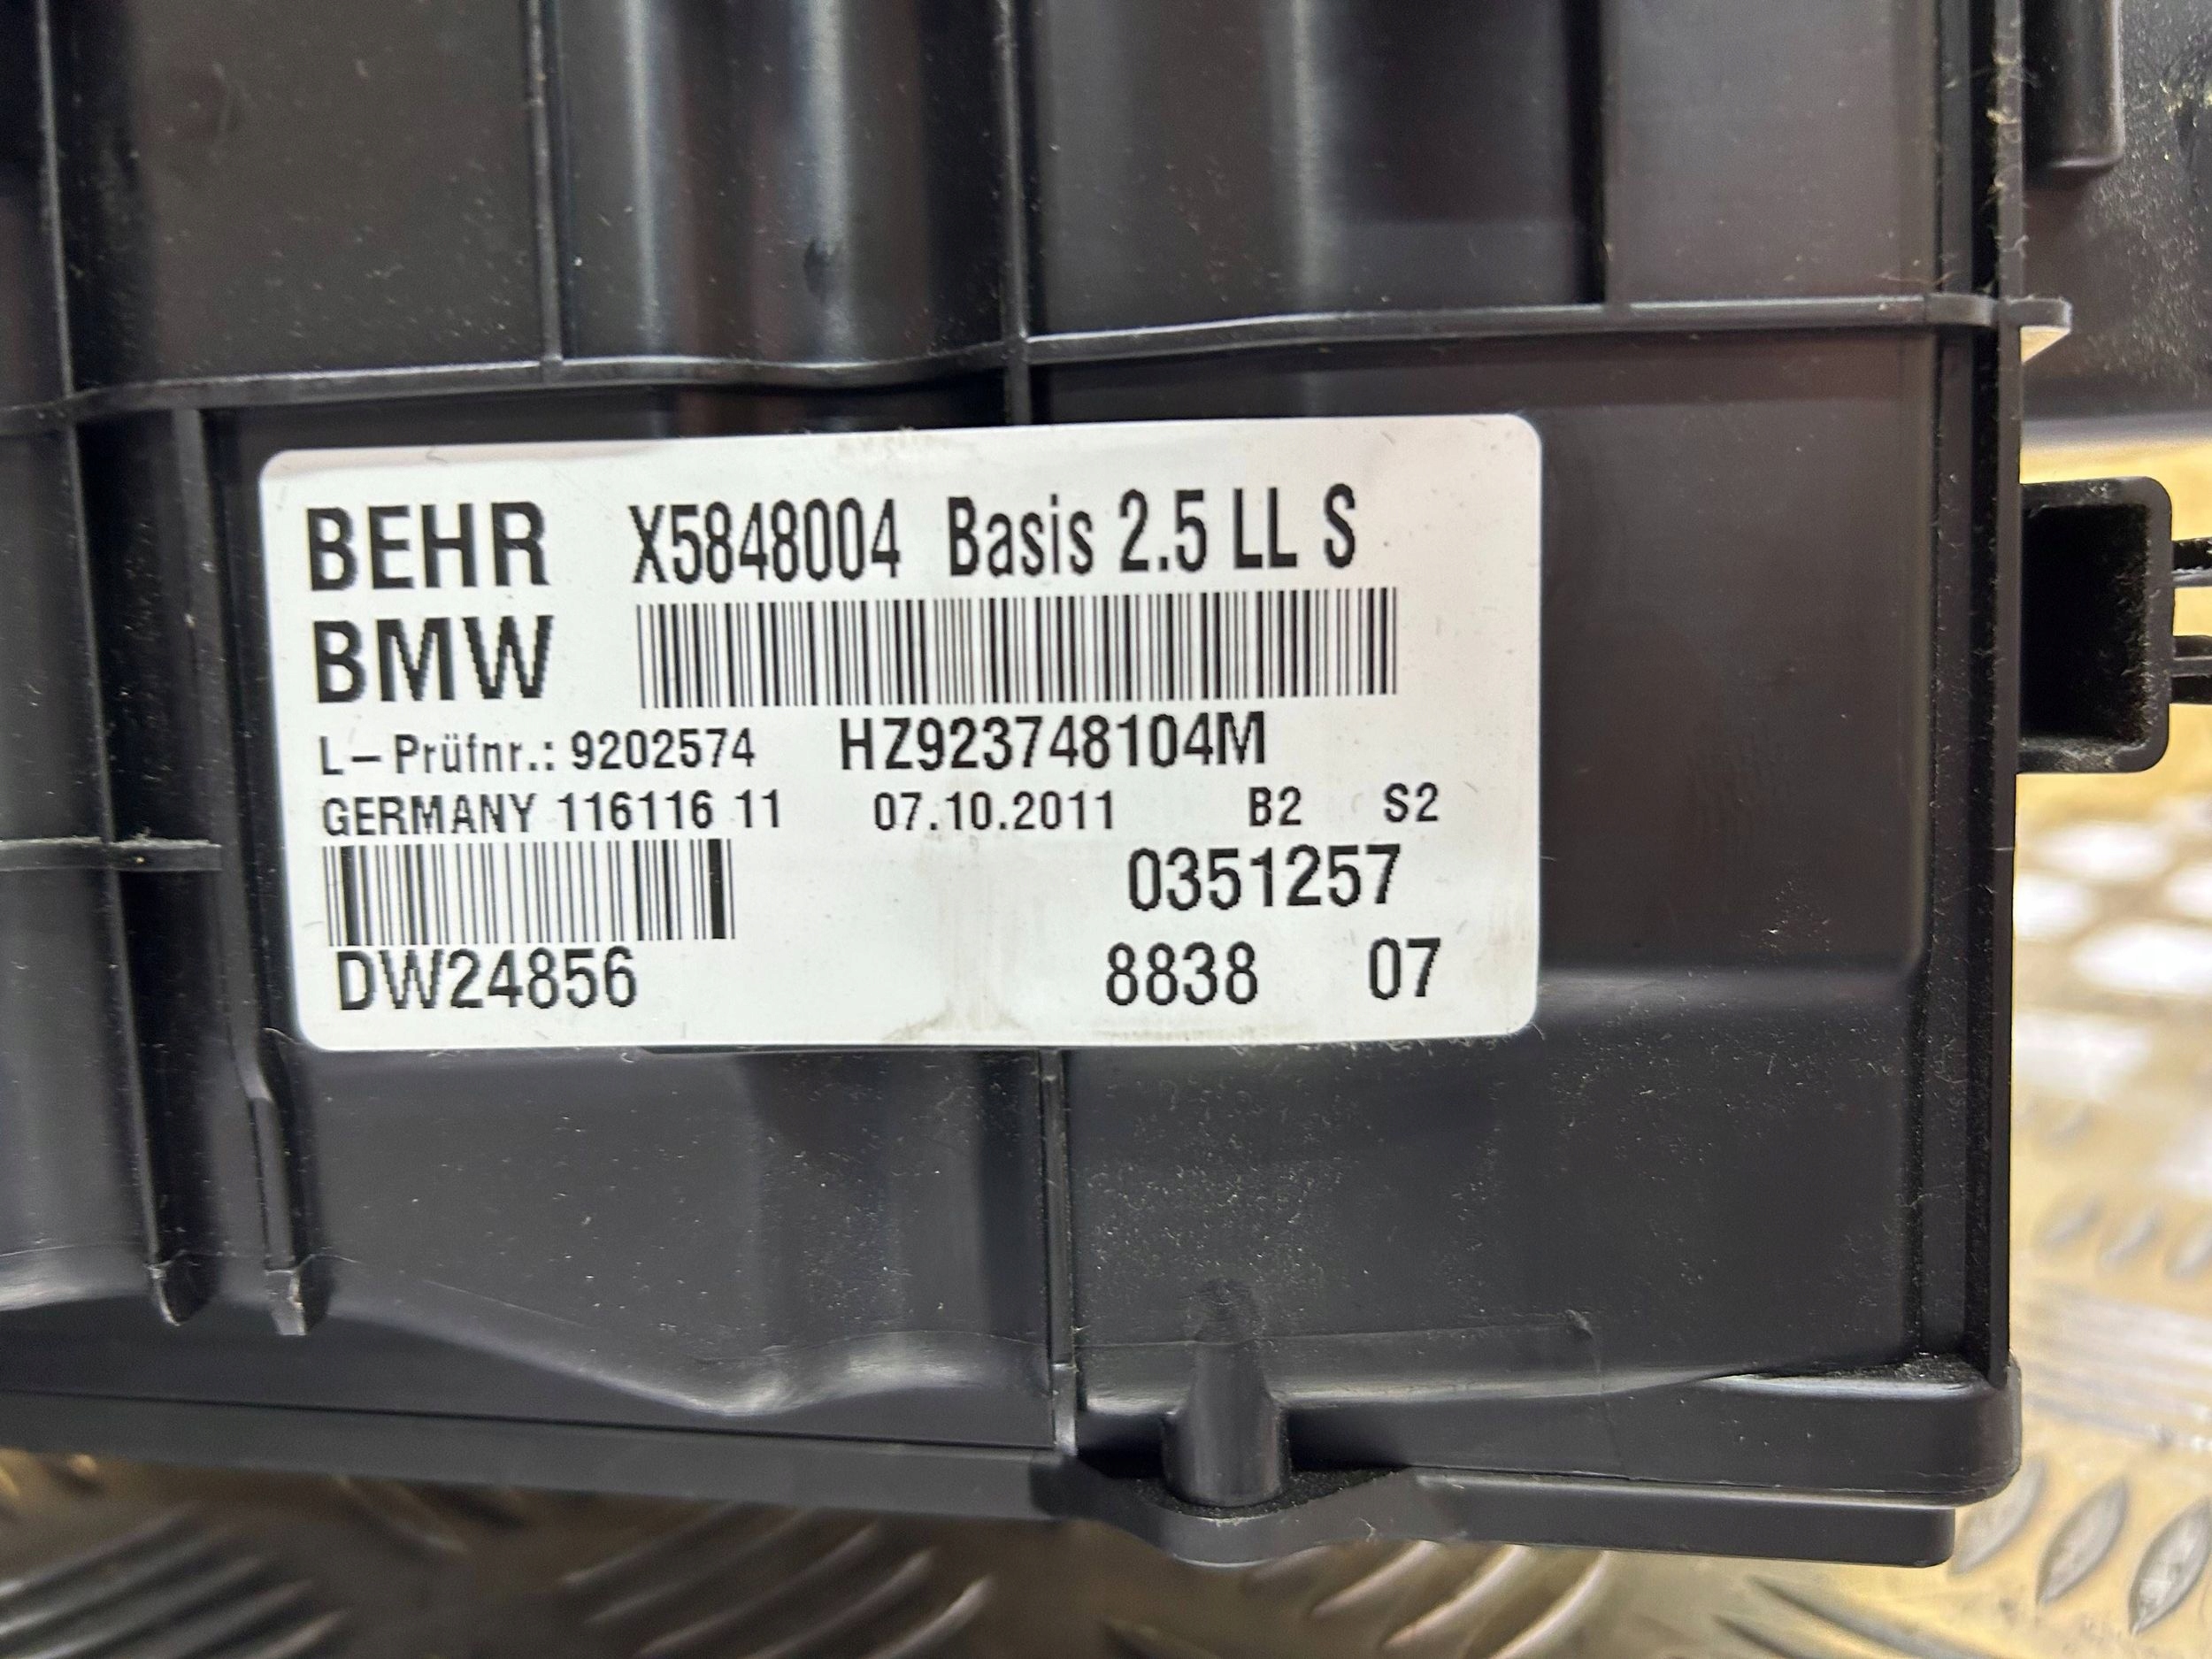 BEHR X5848004 Basis 2.5 LL S
BMW
L-Prüfnr.: 9202574 HZ923748104M
GERMANY 116116 11 07.10.2011 B2 S2
0351257
DW24856 8838 07